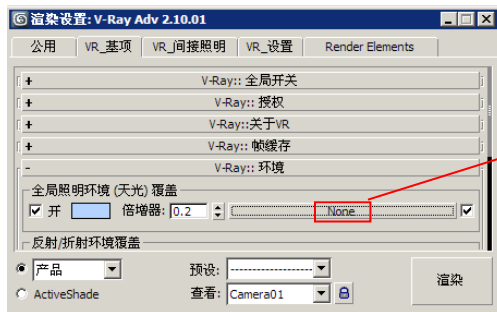 渲染设置: V-Ray Adv 2.10.01
公用 VR_基项 VR_间接照明 VR_设置 Render Elements
+ V-Ray:: 全局开关
+ V-Ray:: 授权
+ V-Ray::关于VR
+ V-Ray:: 帧缓存
- V-Ray:: 环境
全局照明环境 (天光) 覆盖
开 倍增器: 0.2 None
反射/折射环境覆盖
产品 预设: -------------------
ActiveShade 查看: Camera01
渲染